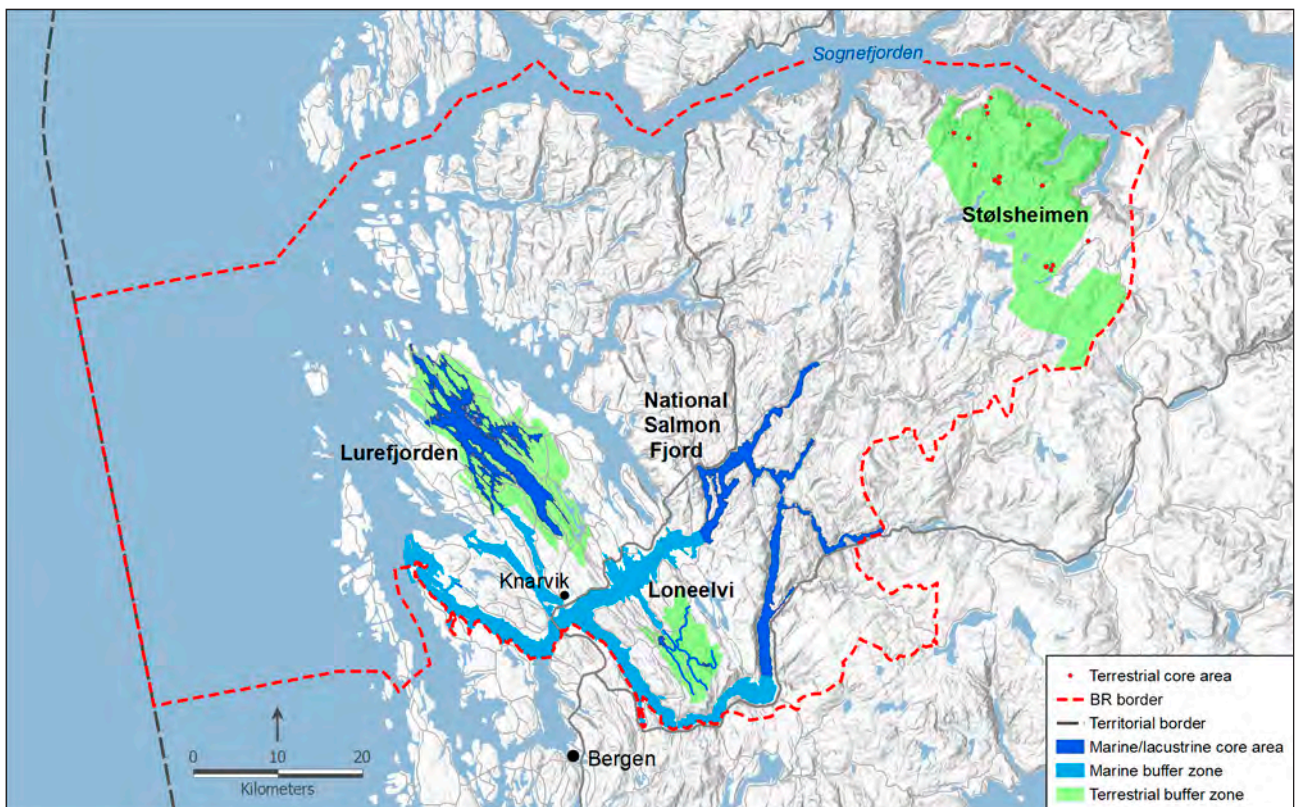 Sognefjorden
Stølsheimen
National
Salmon
Fjord
Lurefjorden
Knarvik
Loneelvi
Bergen
0 10 20
Kilometers
Terrestrial core area
BR border
Territorial border
Marine/lacustrine core area
Marine buffer zone
Terrestrial buffer zone